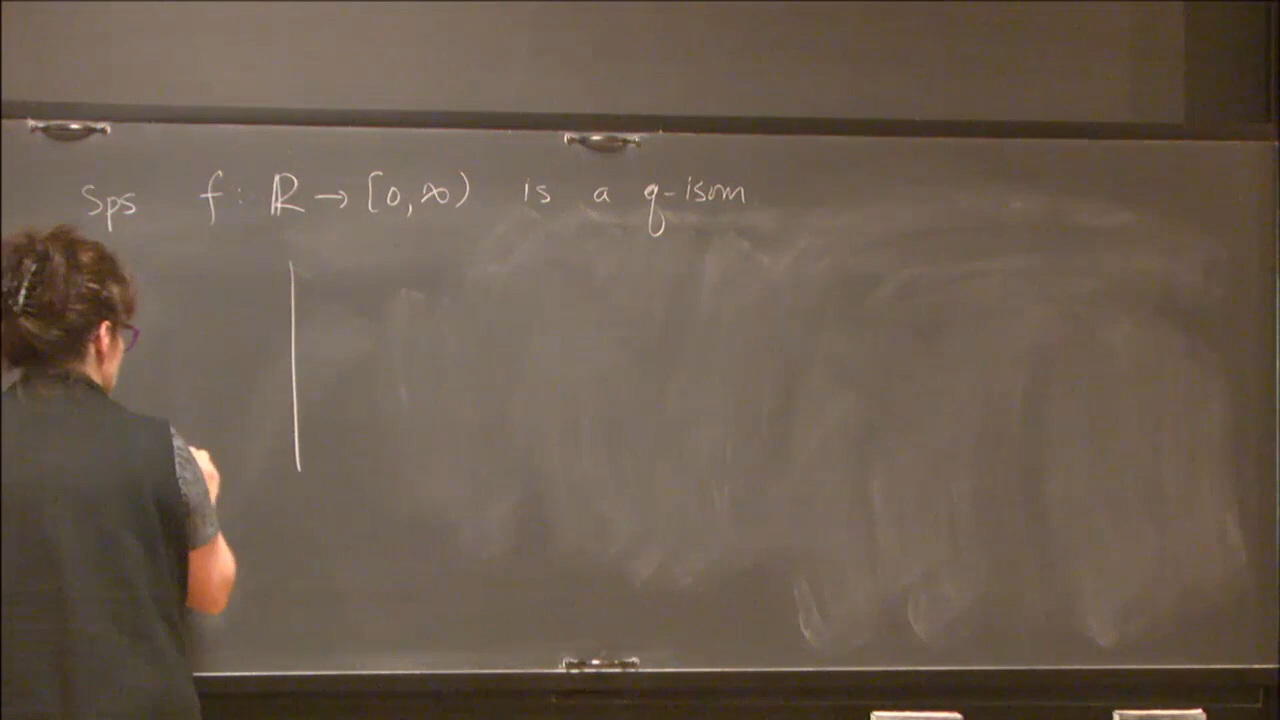 Sps f: ℝ → [0,∞) is a q-isom